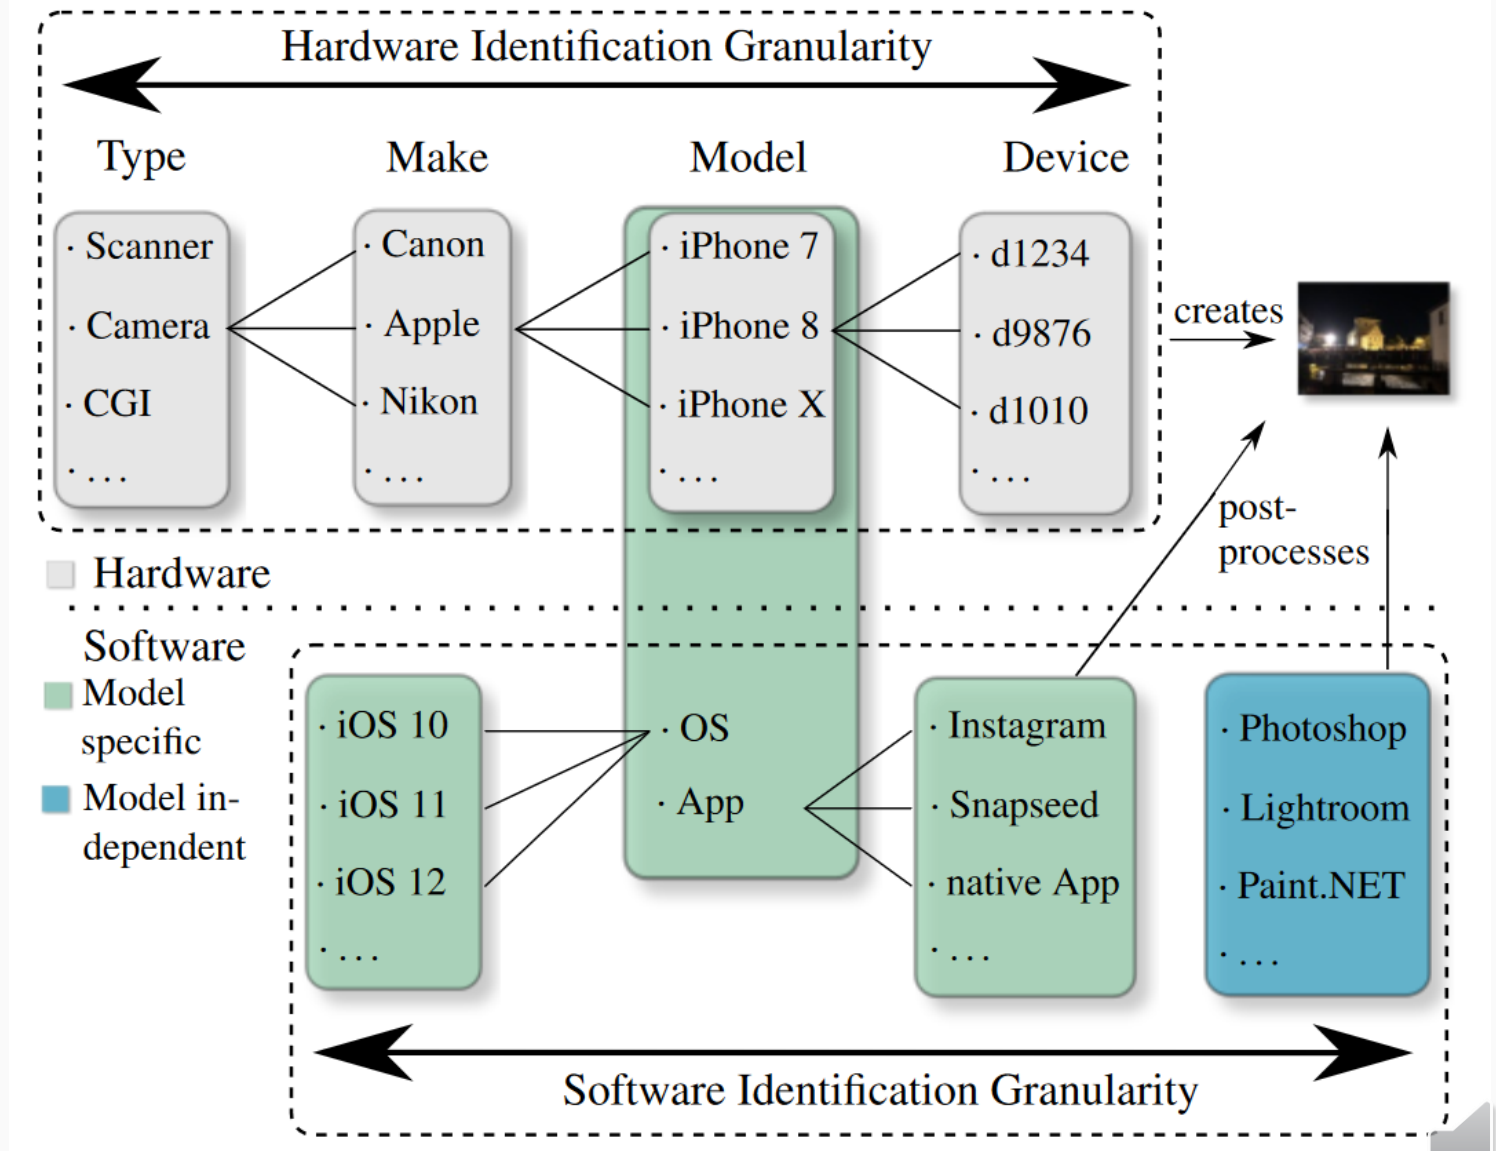 Hardware Identification Granularity
Type
Make
Model
Device
· Scanner
· Camera
· CGI
· ...
· Canon
· Apple
· Nikon
· ...
· iPhone 7
· iPhone 8
· iPhone X
· ...
· d1234
· d9876
· d1010
· ...
creates
post-
processes
Hardware
Software
Model
specific
Model in-
dependent
· iOS 10
· iOS 11
· iOS 12
· ...
· OS
· App
· Instagram
· Snapseed
· native App
· ...
· Photoshop
· Lightroom
· Paint.NET
· ...
Software Identification Granularity